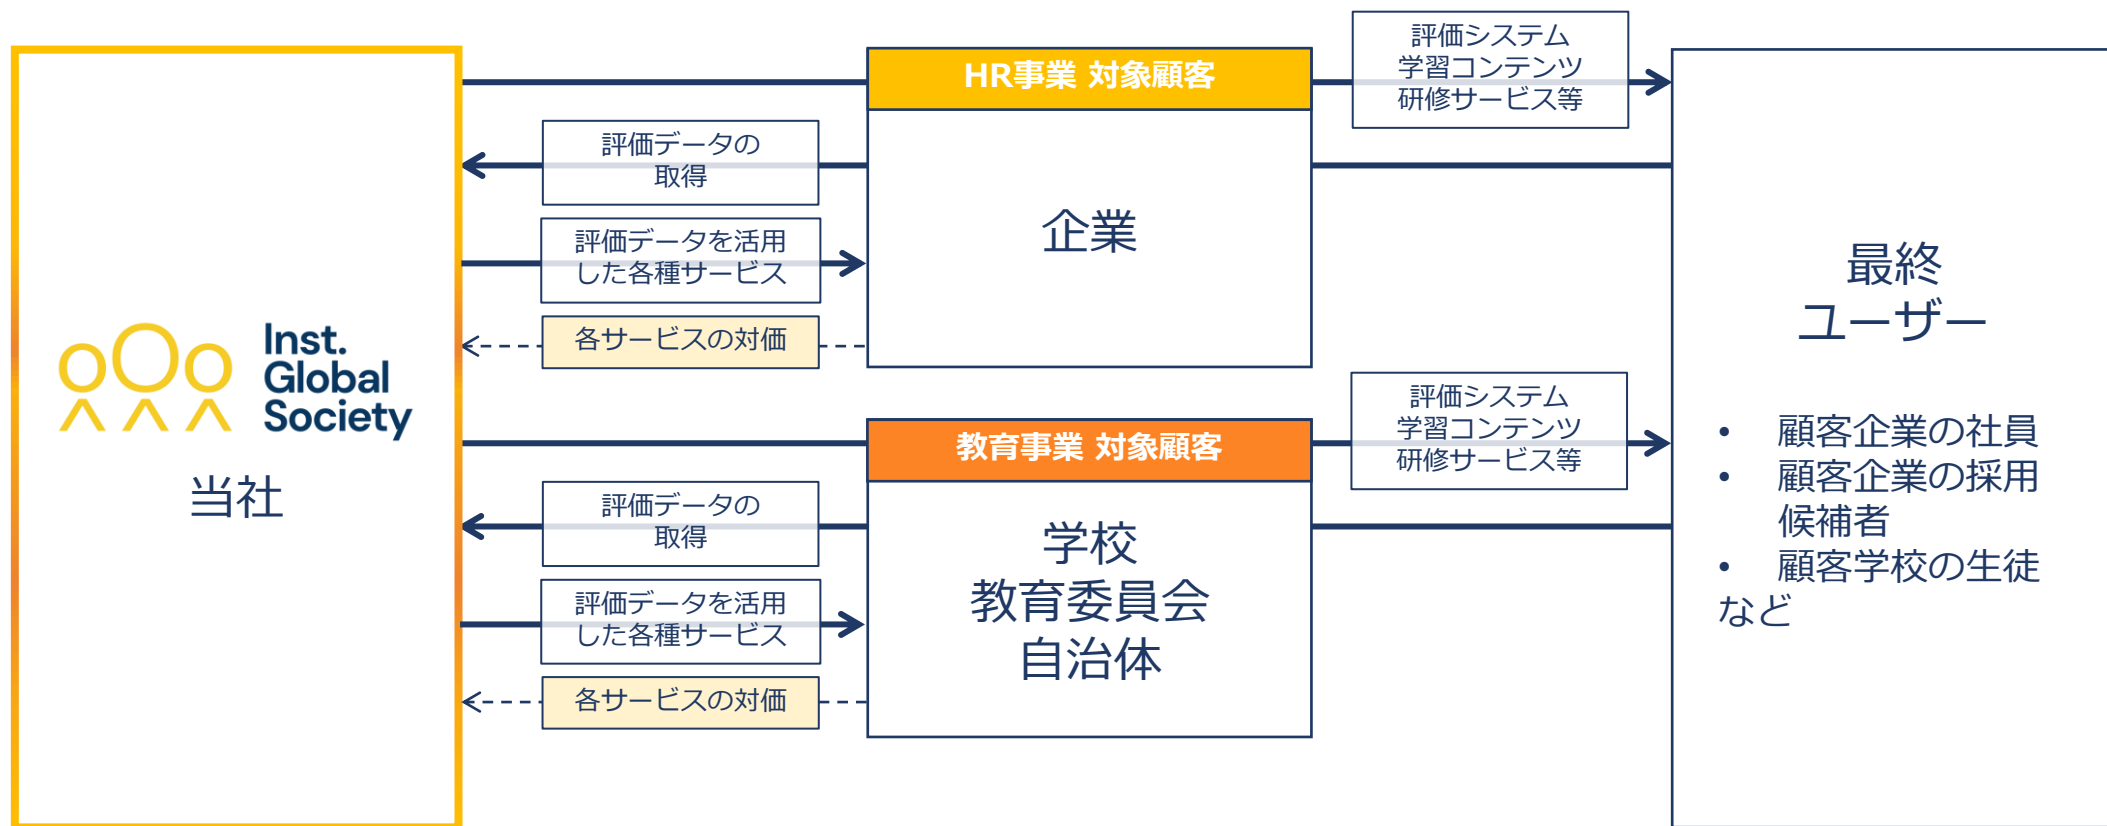 Inst.
Global
Society
当社
評価データの
取得
評価データを活用
した各種サービス
各サービスの対価
HR事業 対象顧客
企業
評価システム
学習コンテンツ
研修サービス等
評価データの
取得
評価データを活用
した各種サービス
各サービスの対価
教育事業 対象顧客
学校
教育委員会
自治体
評価システム
学習コンテンツ
研修サービス等
最終
ユーザー
• 顧客企業の社員
• 顧客企業の採用
候補者
• 顧客学校の生徒
など